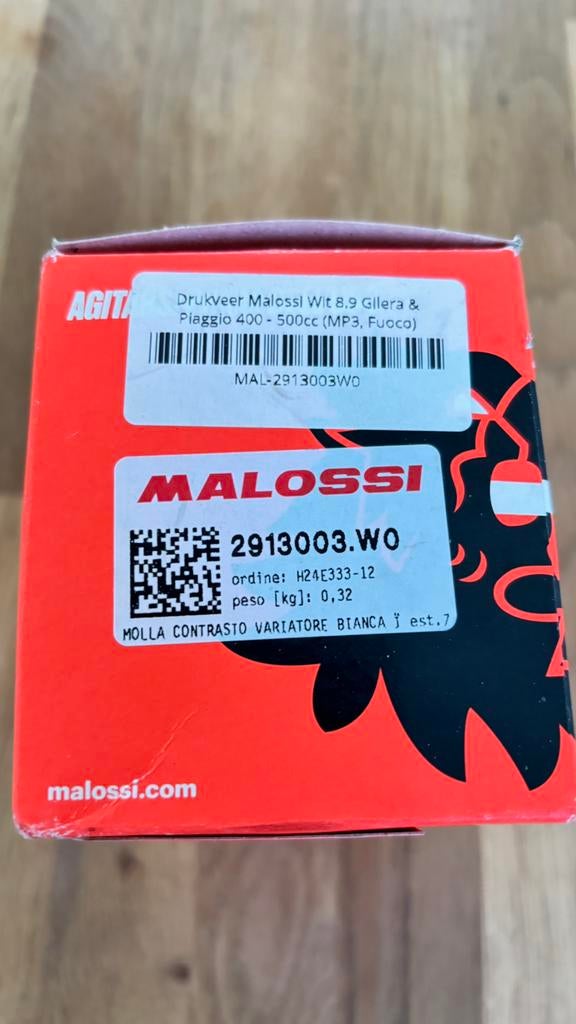 AGITA
Drukveer Malossi Wit 8.9 Gilera &
Piaggio 400 - 500cc (MP3, Fuoco)
MAL-2913003W0
MALOSSI
2913003.W0
ordine: H24E333-12
peso [kg]: 0,32
MOLLA CONTRASTO VARIATORE BIANCA Ï est.7
malossi.com